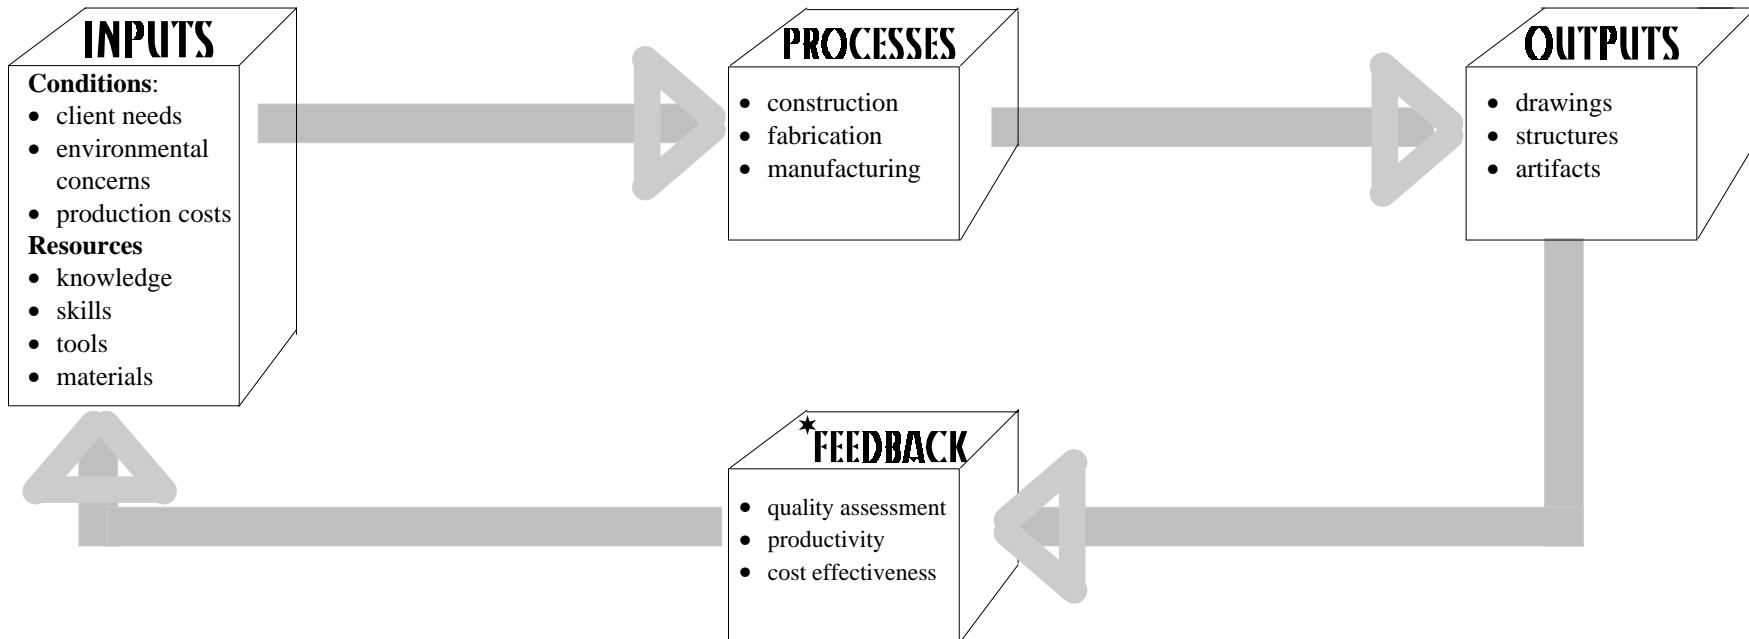 INPUTS
Conditions:
• client needs
• environmental
concerns
• production costs
Resources
• knowledge
• skills
• tools
• materials
PROCESSES
• construction
• fabrication
• manufacturing
OUTPUTS
• drawings
• structures
• artifacts
*FEEDBACK
• quality assessment
• productivity
• cost effectiveness